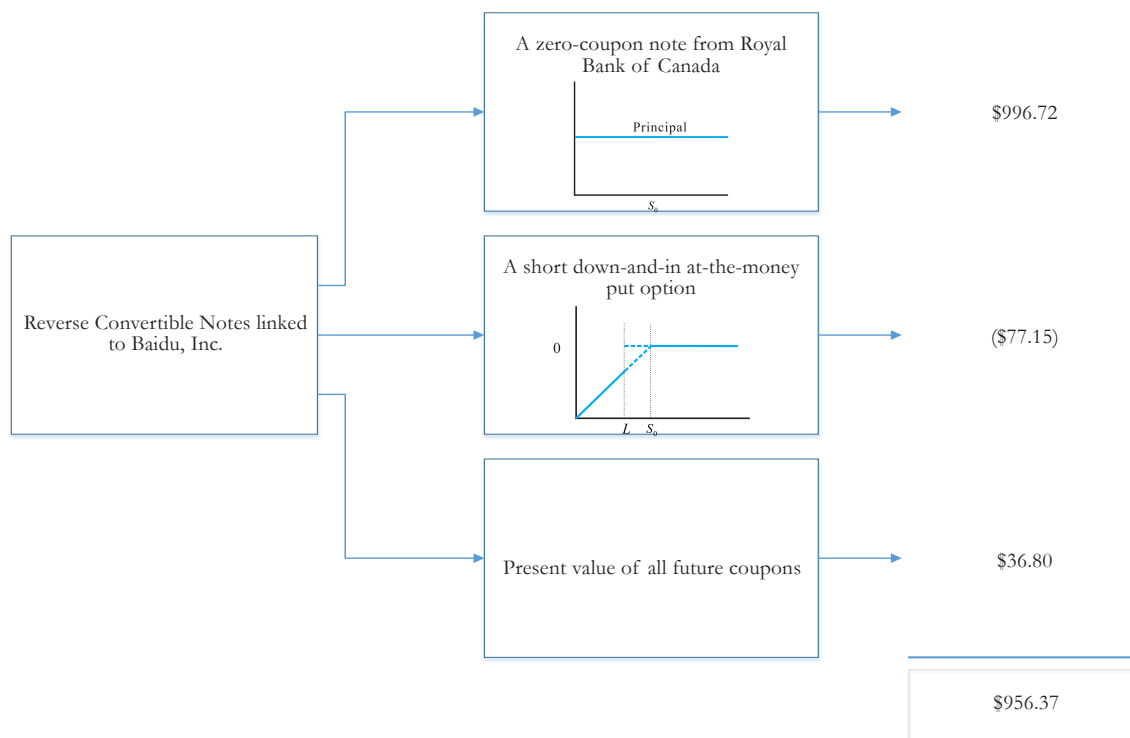 A zero-coupon note from Royal
Bank of Canada
Principal
S₀
$996.72
Reverse Convertible Notes linked
to Baidu, Inc.
A short down-and-in at-the-money
put option
0
L S₀
($77.15)
Present value of all future coupons
$36.80
$956.37